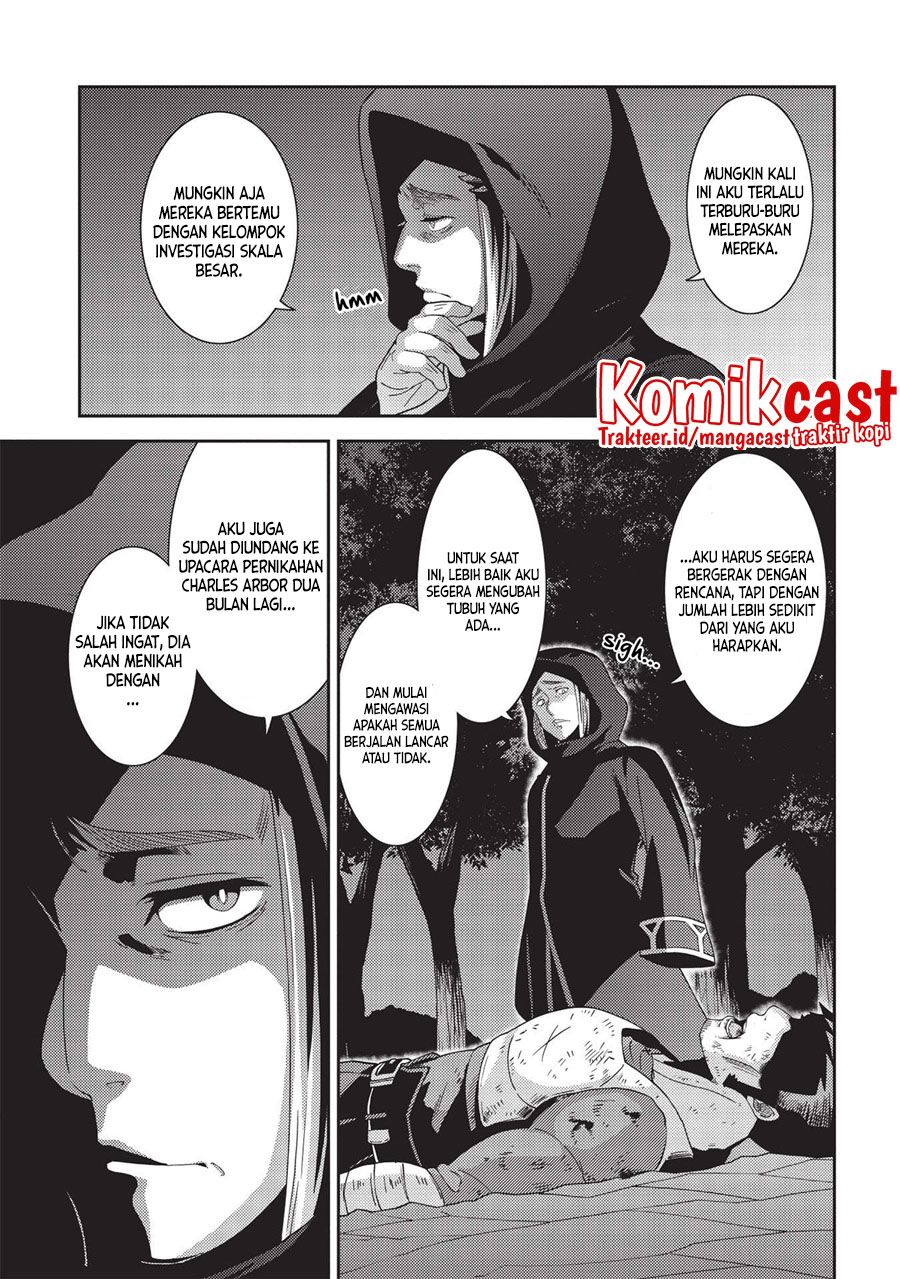 MUNGKIN KALI
INI AKU TERLALU
TERBURU-BURU
MELEPASKAN
MEREKA.
MUNGKIN AJA
MEREKA BERTEMU
DENGAN KELOMPOK
INVESTIGASI SKALA
BESAR.
hmm
Komikcast
Trakteer.id/mangacast traktir kopi
...AKU HARUS SEGERA
BERGERAK DENGAN
RENCANA, TAPI DENGAN
JUMLAH LEBIH SEDIKIT
DARI YANG AKU
HARAPKAN.
UNTUK SAAT
INI, LEBIH BAIK AKU
SEGERA MENGUBAH
TUBUH YANG
ADA...
sigh...
DAN MULAI
MENGAWASI
APAKAH SEMUA
BERJALAN LANCAR
ATAU TIDAK.
AKU JUGA
SUDAH DIUNDANG KE
UPACARA PERNIKAHAN
CHARLES ARBOR DUA
BULAN LAGI...
JIKA TIDAK
SALAH INGAT, DIA
AKAN MENIKAH
DENGAN
...